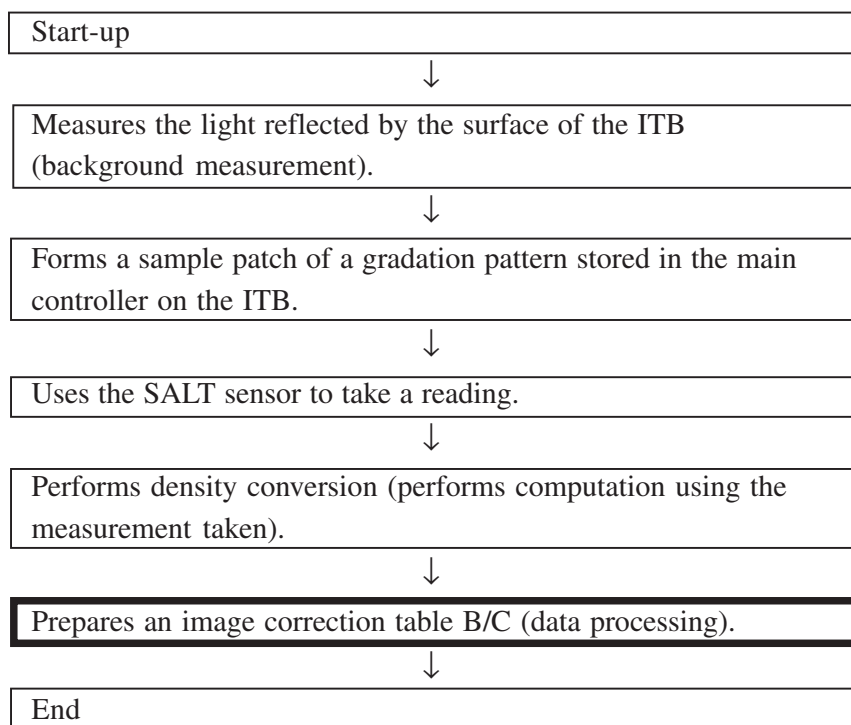 Start-up
↓
Measures the light reflected by the surface of the ITB
(background measurement).
↓
Forms a sample patch of a gradation pattern stored in the main
controller on the ITB.
↓
Uses the SALT sensor to take a reading.
↓
Performs density conversion (performs computation using the
measurement taken).
↓
Prepares an image correction table B/C (data processing).
↓
End